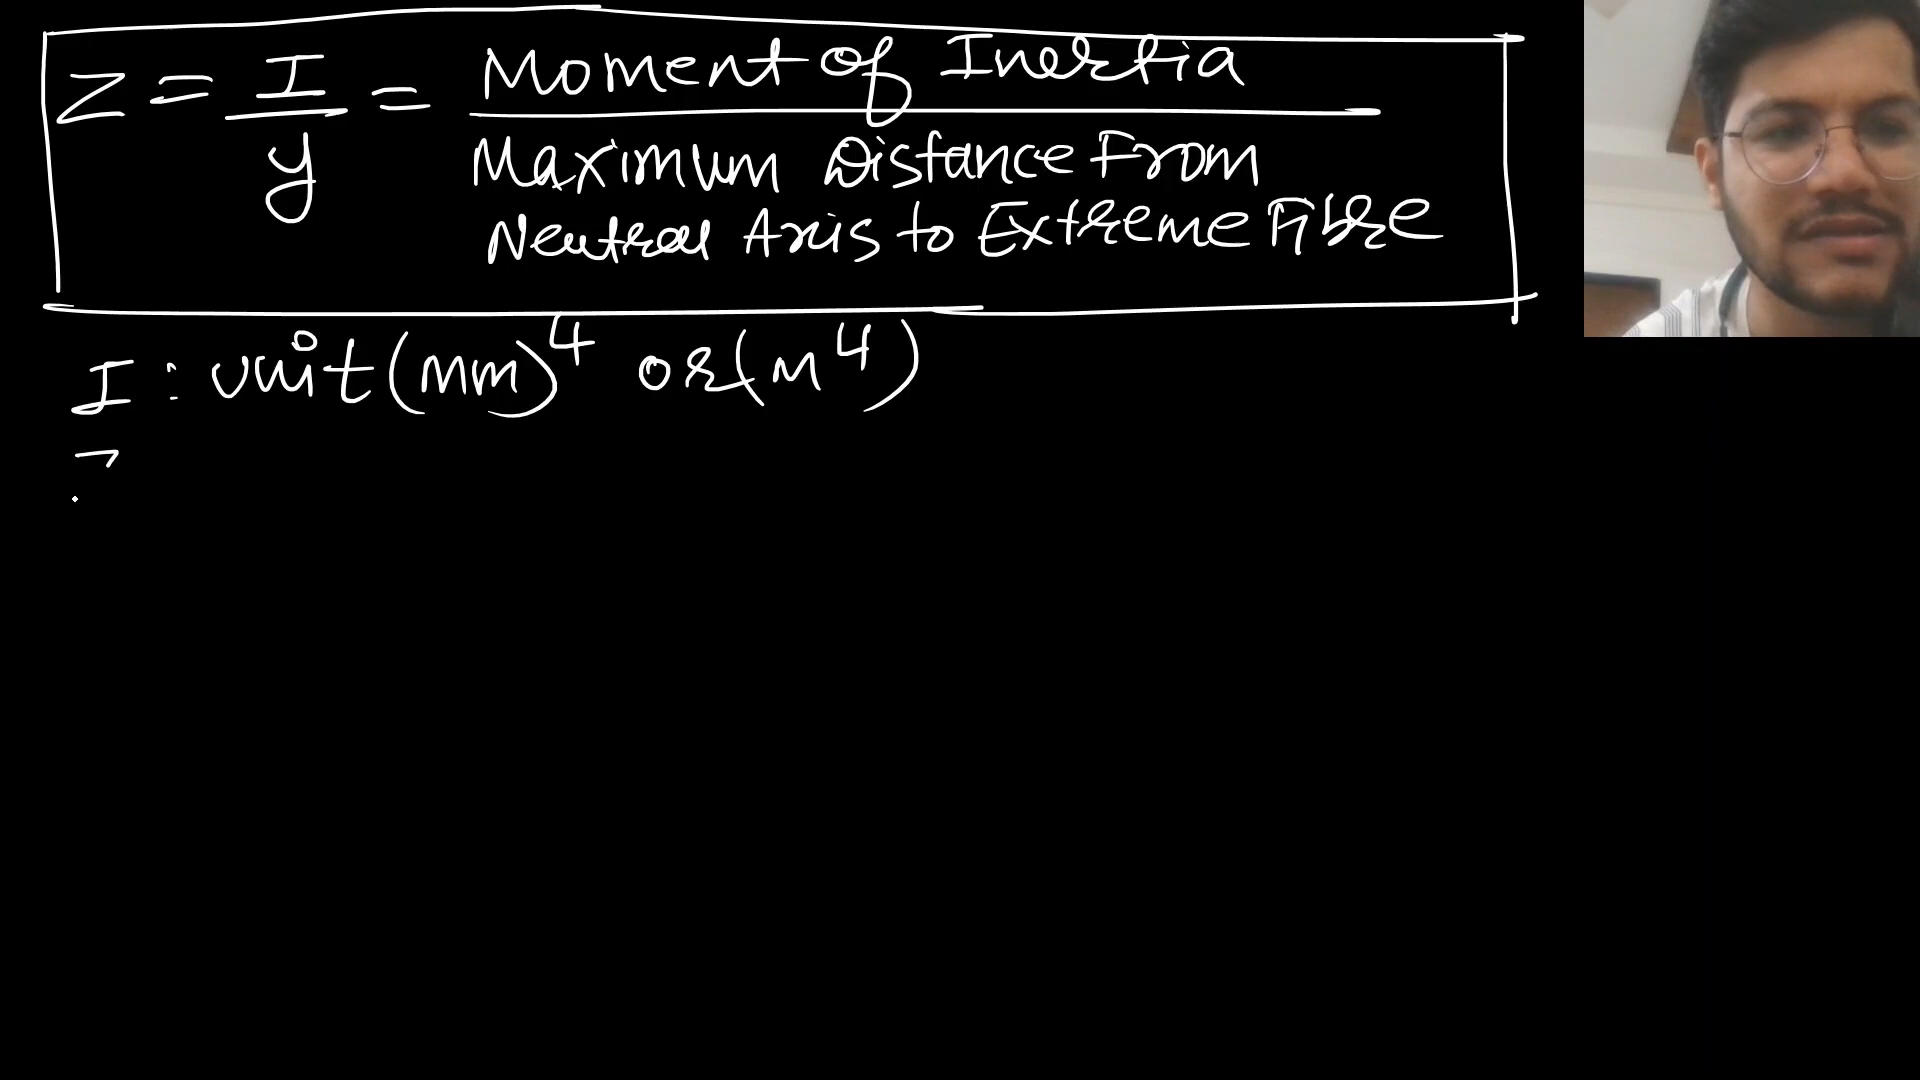 Z = I/y = Moment of Inertia
Maximum Distance From
Neutral Axis to Extreme Fibre
I : unit (mm)^4 or (m^4)